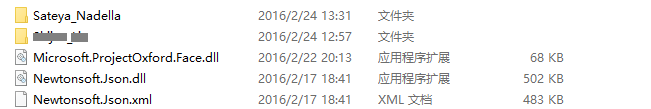 Sateya_Nadella 2016/2/24 13:31 文件夹
2016/2/24 12:57 文件夹
Microsoft.ProjectOxford.Face.dll 2016/2/22 20:13 应用程序扩展 68 KB
Newtonsoft.Json.dll 2016/2/17 18:41 应用程序扩展 502 KB
Newtonsoft.Json.xml 2016/2/17 18:41 XML 文档 483 KB